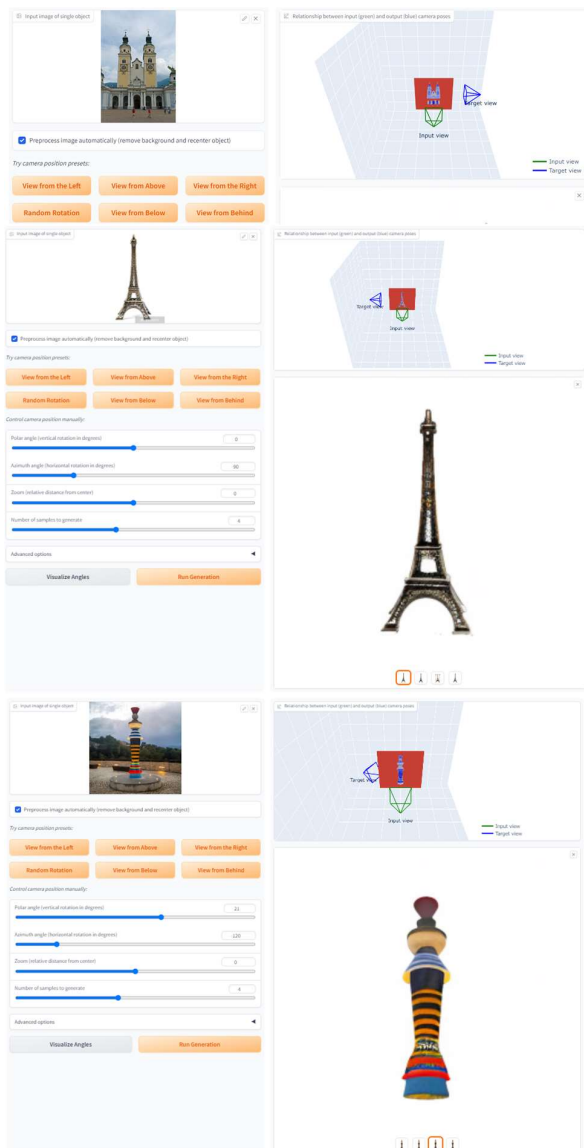 Input image of single object
Relationship between input (green) and output (blue) camera poses
Target view
Input view
Input view
Target view
Preprocess image automatically (remove background and recenter object)
Try camera position presets:
View from the Left
View from Above
View from the Right
Random Rotation
View from Below
View from Behind
Input image of single object
Relationship between input (green) and output (blue) camera poses
Target view
Input view
Input view
Target view
Preprocess image automatically (remove background and recenter object)
Try camera position presets:
View from the Left
View from Above
View from the Right
Random Rotation
View from Below
View from Behind
Control camera position manually:
Polar angle (vertical rotation in degrees)
0
Azimuth angle (horizontal rotation in degrees)
Zoom (relative distance from center)
0
Number of samples to generate
4
Advanced options
Visualize Angles
Run Generation
Input image of single object
Relationship between input (green) and output (blue) camera poses
Target view
Input view
Input view
Target view
Preprocess image automatically (remove background and recenter object)
Try camera position presets:
View from the Left
View from Above
View from the Right
Random Rotation
View from Below
View from Behind
Control camera position manually:
Polar angle (vertical rotation in degrees)
Azimuth angle (horizontal rotation in degrees)
Zoom (relative distance from center)
0
Number of samples to generate
4
Advanced options
Visualize Angles
Run Generation